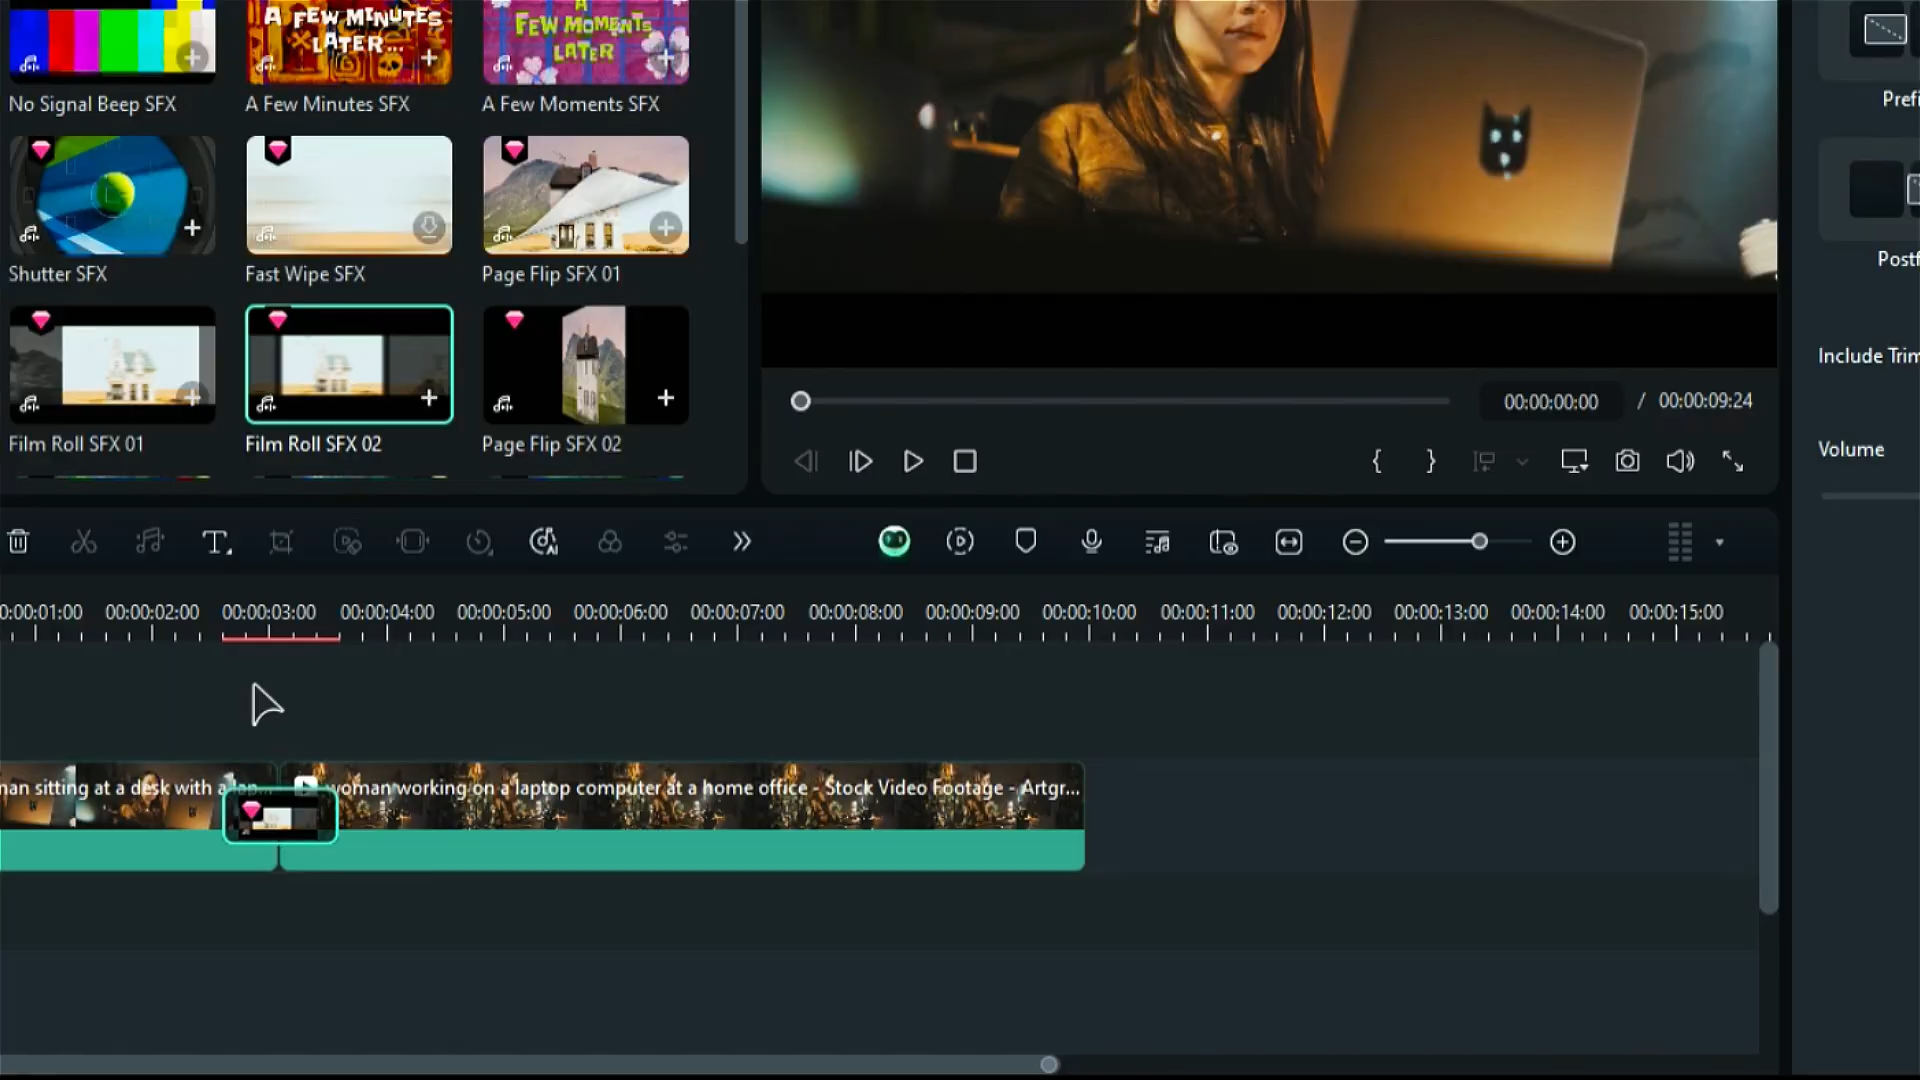 A FEW MINUTES
LATER...
A
FEW MOMENTS
LATER
No Signal Beep SFX
A Few Minutes SFX
A Few Moments SFX
Shutter SFX
Fast Wipe SFX
Page Flip SFX 01
Film Roll SFX 01
Film Roll SFX 02
Page Flip SFX 02
00:00:00:00 / 00:00:09:24
Prefi
Postf
Include Trim
Volume
AI
0:00:01:00 00:00:02:00 00:00:03:00 00:00:04:00 00:00:05:00 00:00:06:00 00:00:07:00 00:00:08:00 00:00:09:00 00:00:10:00 00:00:11:00 00:00:12:00 00:00:13:00 00:00:14:00 00:00:15:00
nan sitting at a desk with a lap...
woman working on a laptop computer at a home office - Stock Video Footage - Artgr...